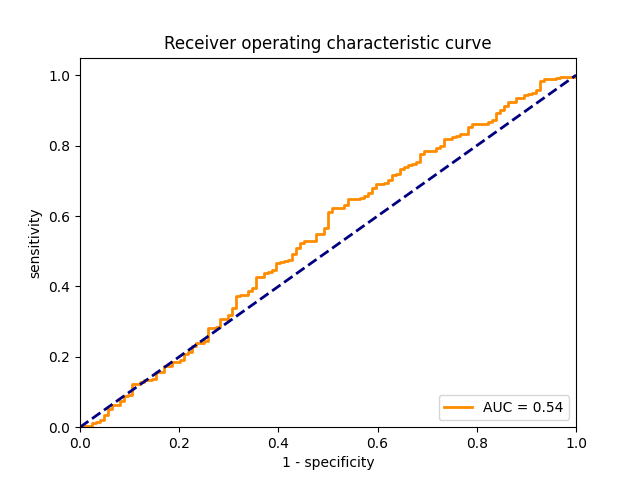 Receiver operating characteristic curve
1.0
0.8
0.6
0.4
0.2
0.0
sensitivity
AUC = 0.54
0.0 0.2 0.4 0.6 0.8 1.0
1 - specificity